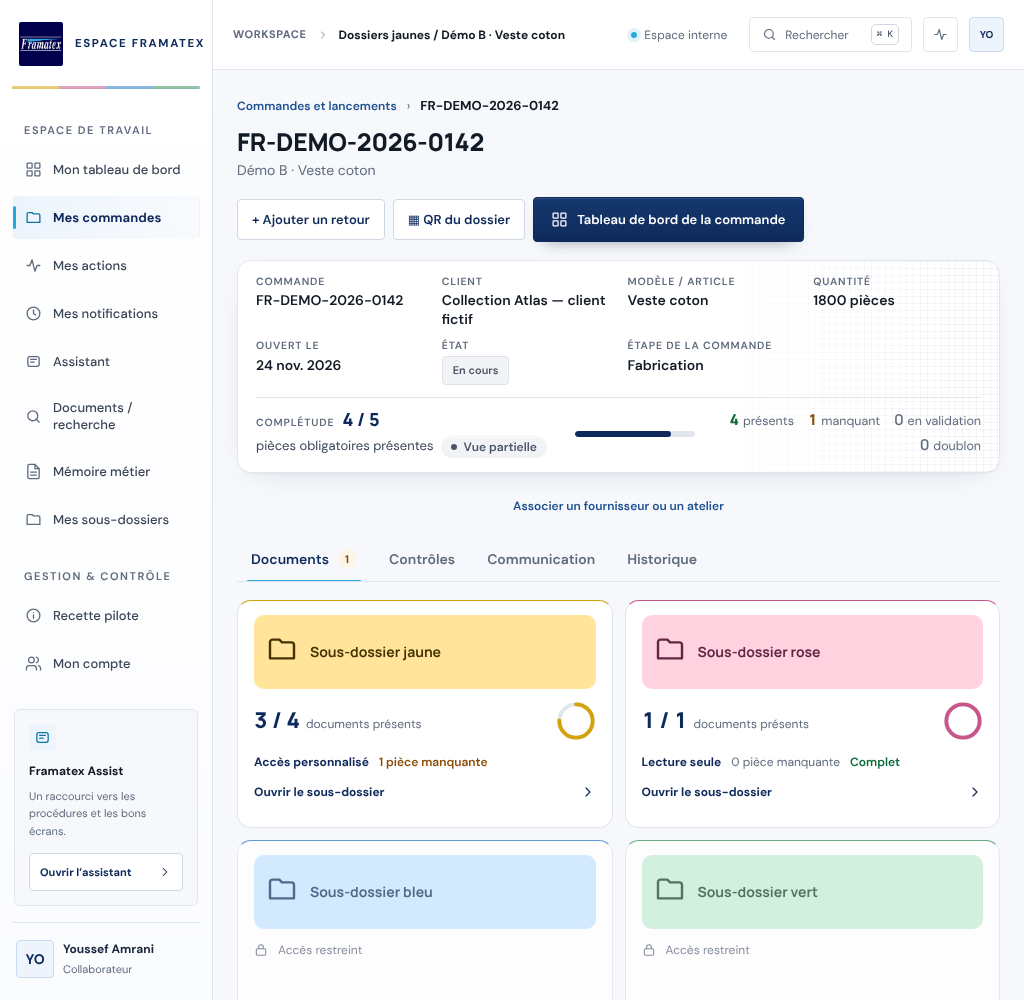 Framatex
ESPACE FRAMATEX
WORKSPACE
Dossiers jaunes / Démo B · Veste coton
Espace interne
Rechercher
⌘ K
YO
ESPACE DE TRAVAIL
Mon tableau de bord
Mes commandes
Mes actions
Mes notifications
Assistant
Documents /
recherche
Mémoire métier
Mes sous-dossiers
GESTION & CONTRÔLE
Recette pilote
Mon compte
Framatex Assist
Un raccourci vers les
procédures et les bons
écrans.
Ouvrir l’assistant
YO
Youssef Amrani
Collaborateur
Commandes et lancements › FR-DEMO-2026-0142
FR-DEMO-2026-0142
Démo B · Veste coton
+ Ajouter un retour
▦ QR du dossier
Tableau de bord de la commande
COMMANDE
FR-DEMO-2026-0142
CLIENT
Collection Atlas — client
fictif
MODÈLE / ARTICLE
Veste coton
QUANTITÉ
1800 pièces
OUVERT LE
24 nov. 2026
ÉTAT
En cours
ÉTAPE DE LA COMMANDE
Fabrication
COMPLÉTUDE 4 / 5
pièces obligatoires présentes
Vue partielle
4 présents 1 manquant 0 en validation
0 doublon
Associer un fournisseur ou un atelier
Documents 1
Contrôles
Communication
Historique
Sous-dossier jaune
3 / 4 documents présents
Accès personnalisé 1 pièce manquante
Ouvrir le sous-dossier
Sous-dossier rose
1 / 1 documents présents
Lecture seule 0 pièce manquante Complet
Ouvrir le sous-dossier
Sous-dossier bleu
Accès restreint
Sous-dossier vert
Accès restreint